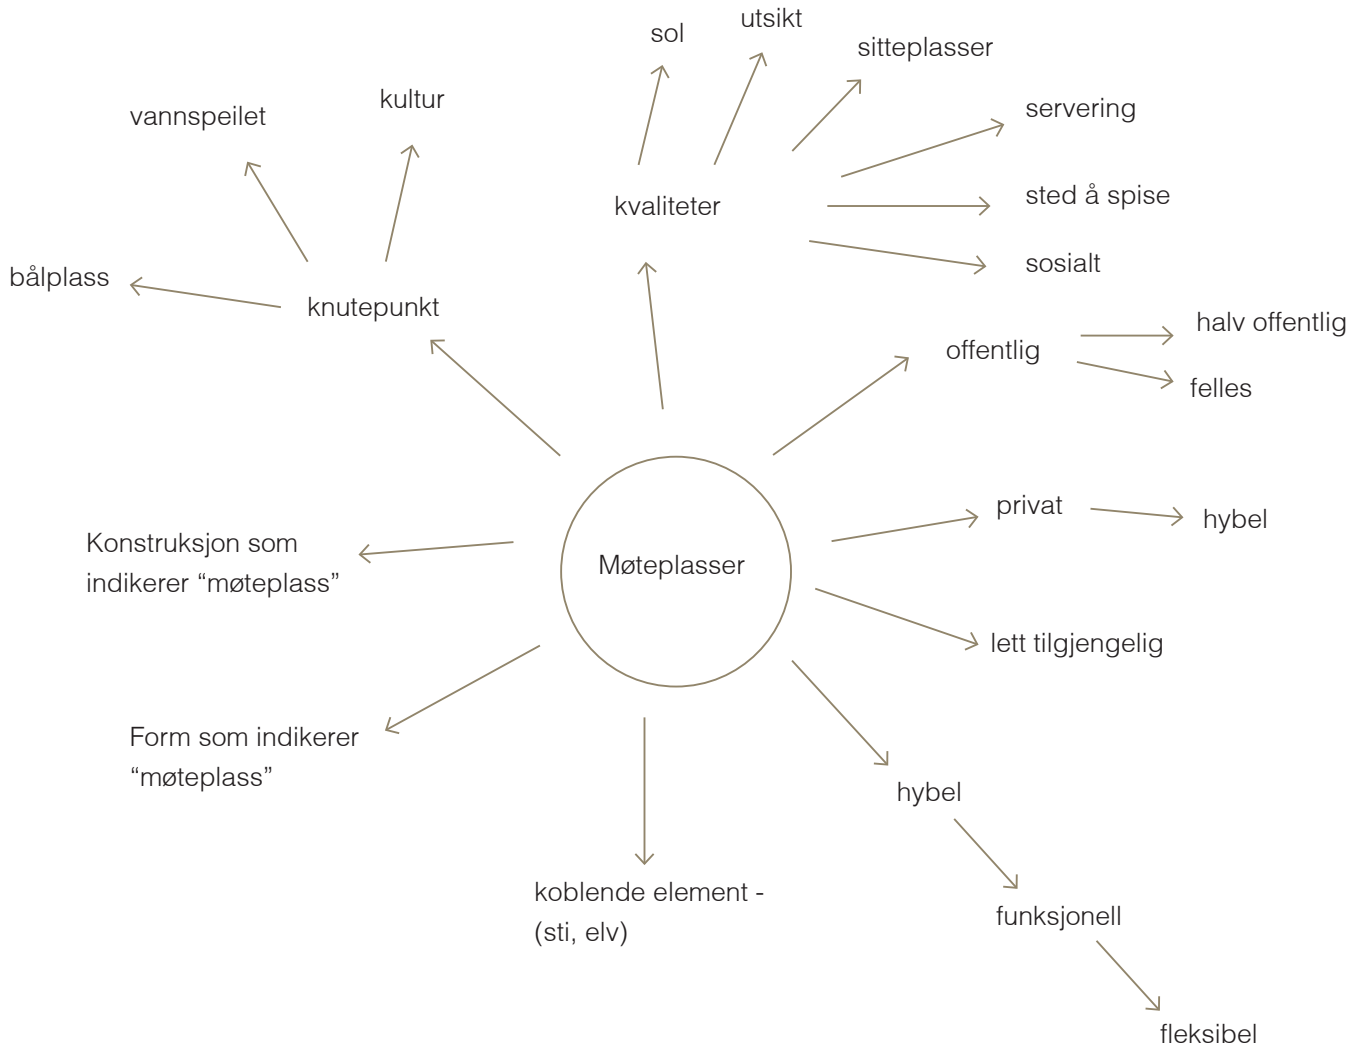 utsikt
sol
sitteplasser
kultur
servering
vannspeilet
sted å spise
kvaliteter
sosialt
bålplass
knutepunkt
halv offentlig
offentlig
felles
privat
hybel
Konstruksjon som
indikerer “møteplass”
Møteplasser
lett tilgjengelig
Form som indikerer
“møteplass”
hybel
koblende element -
(sti, elv)
funksjonell
fleksibel